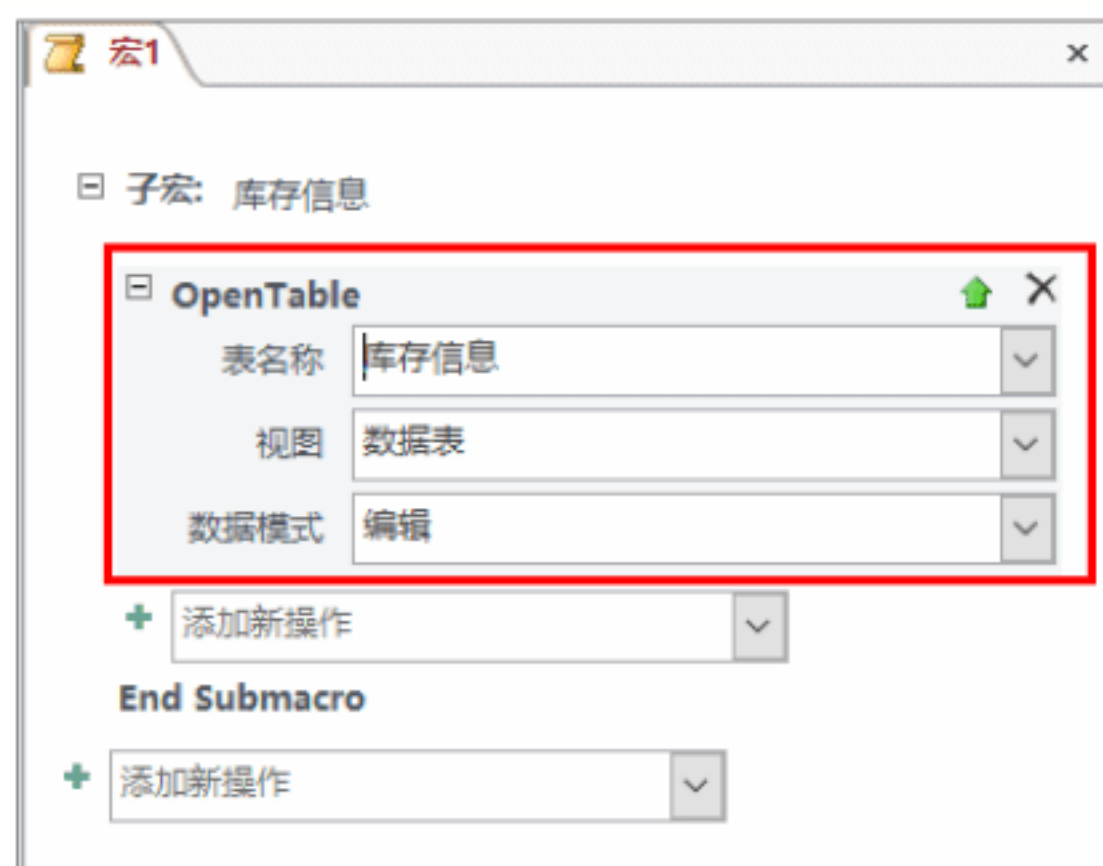 宏1
子宏: 库存信息
OpenTable
表名称 库存信息
视图 数据表
数据模式 编辑
添加新操作
End Submacro
添加新操作